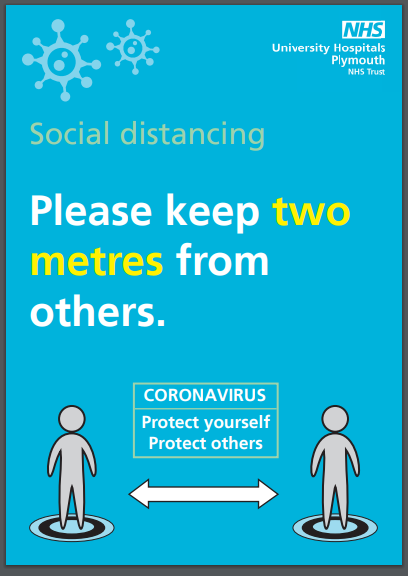 NHS
University Hospitals
Plymouth
NHS Trust
Social distancing
Please keep two
metres from
others.
CORONAVIRUS
Protect yourself
Protect others